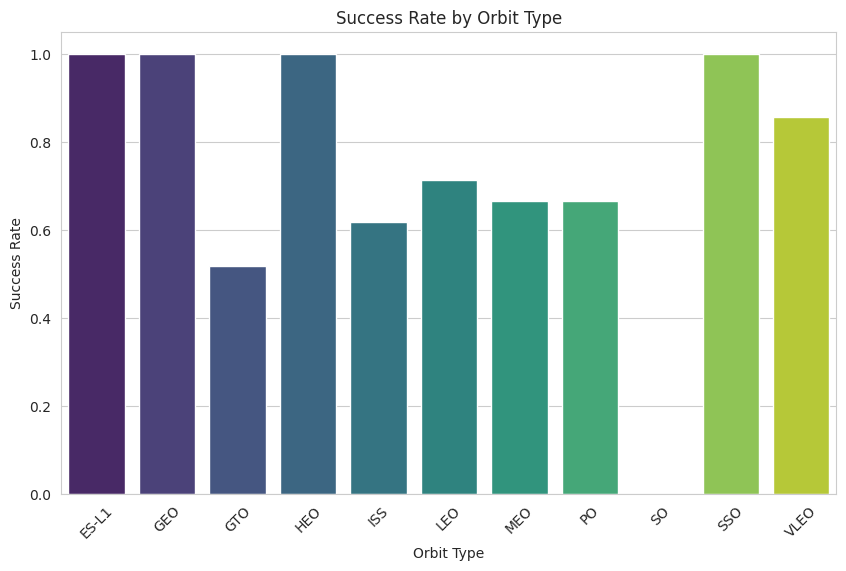 Success Rate by Orbit Type
Success Rate
1.0
0.8
0.6
0.4
0.2
0.0
ES-L1
GEO
GTO
HEO
ISS
LEO
MEO
PO
SO
SSO
VLEO
Orbit Type